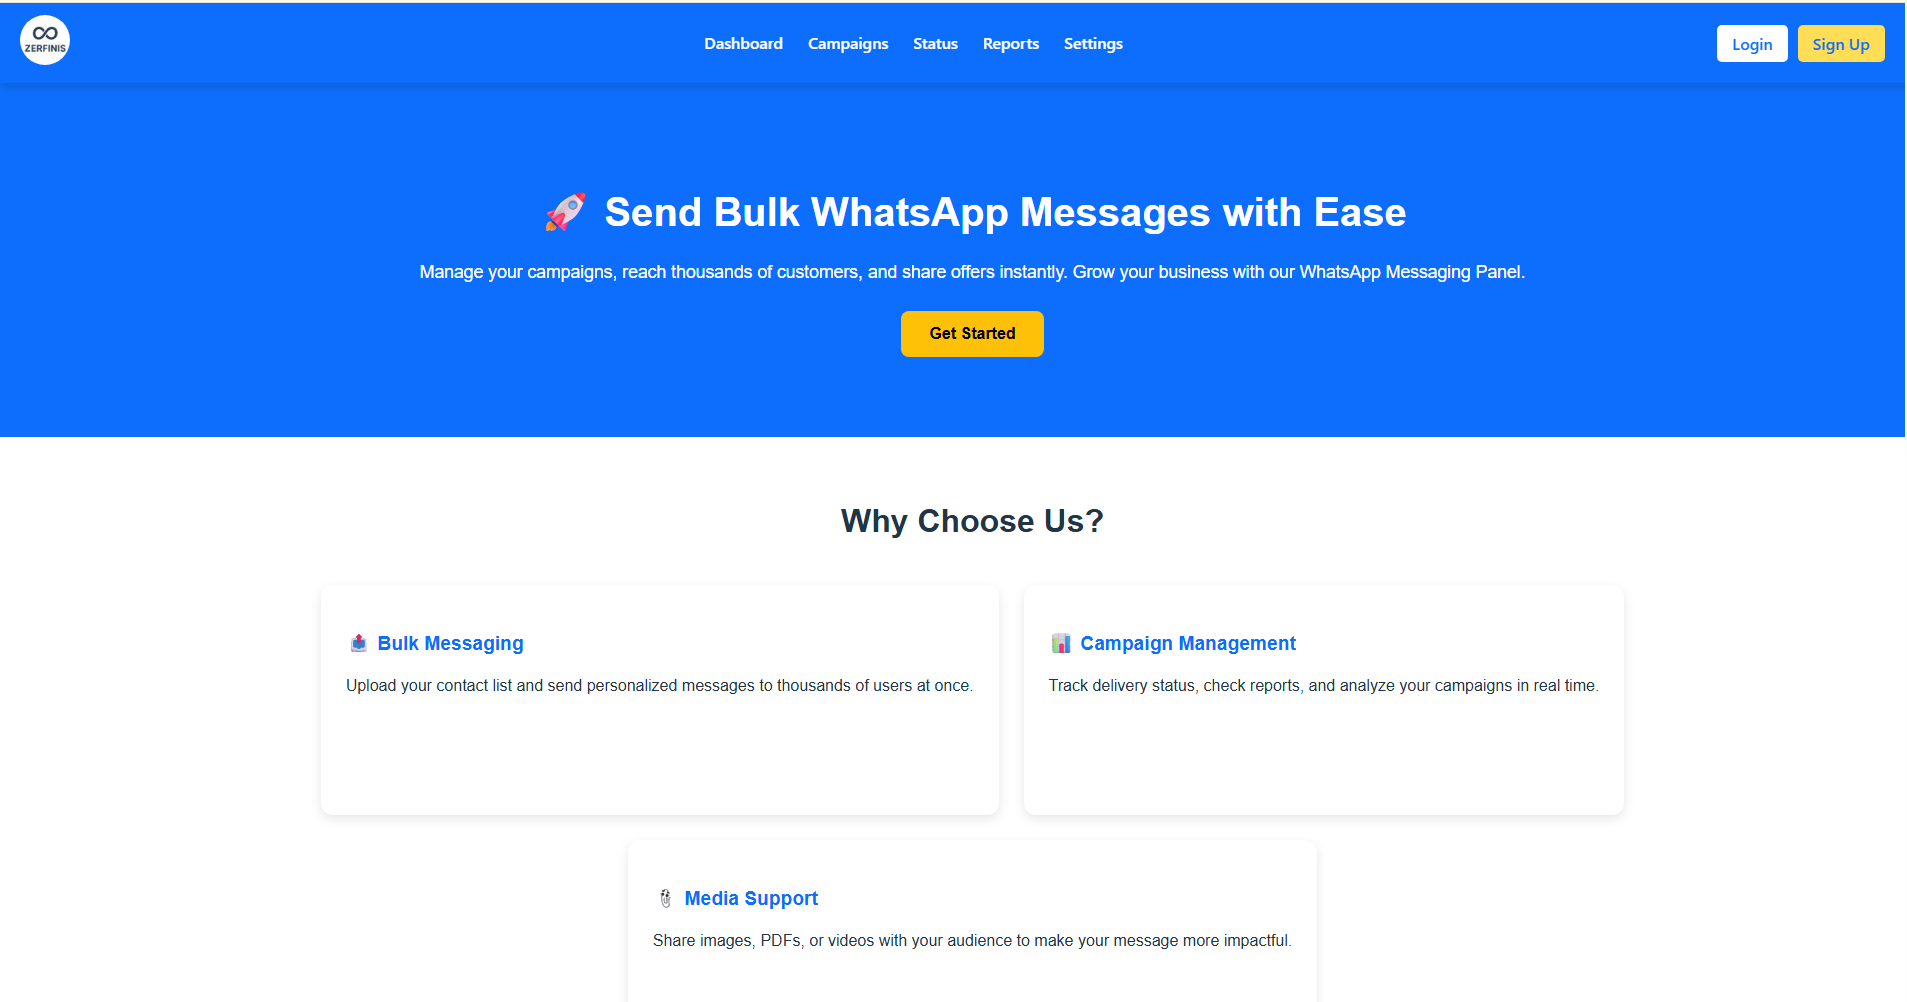 ZERFINIS
Dashboard Campaigns Status Reports Settings Login Sign Up
🚀 Send Bulk WhatsApp Messages with Ease
Manage your campaigns, reach thousands of customers, and share offers instantly. Grow your business with our WhatsApp Messaging Panel.
Get Started
Why Choose Us?
📤 Bulk Messaging
Upload your contact list and send personalized messages to thousands of users at once.
📊 Campaign Management
Track delivery status, check reports, and analyze your campaigns in real time.
🖇 Media Support
Share images, PDFs, or videos with your audience to make your message more impactful.